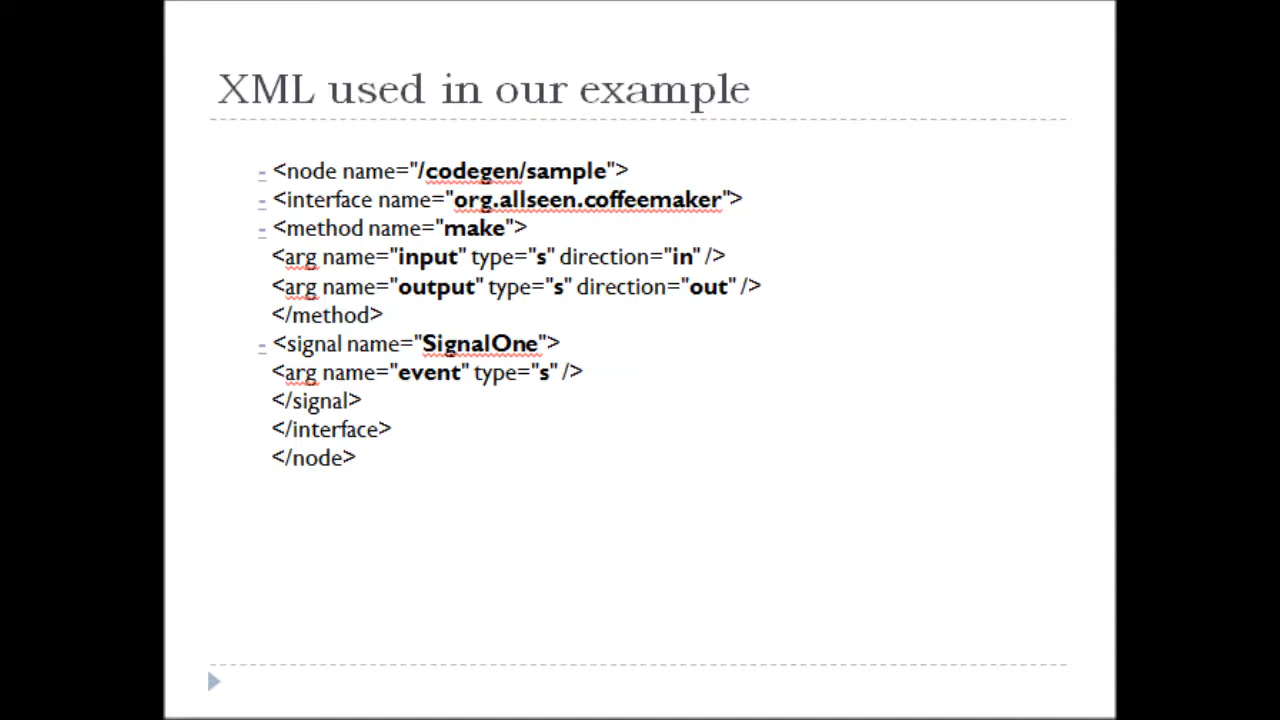 XML used in our example
- <node name="/codegen/sample">
- <interface name="org.allseen.coffeemaker">
- <method name="make">
<arg name="input" type="s" direction="in" />
<arg name="output" type="s" direction="out" />
</method>
- <signal name="SignalOne">
<arg name="event" type="s" />
</signal>
</interface>
</node>